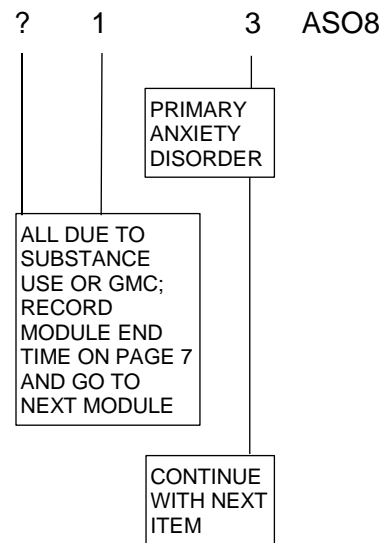 ? 1 3 ASO8
PRIMARY
ANXIETY
DISORDER
ALL DUE TO
SUBSTANCE
USE OR GMC;
RECORD
MODULE END
TIME ON PAGE 7
AND GO TO
NEXT MODULE
CONTINUE
WITH NEXT
ITEM